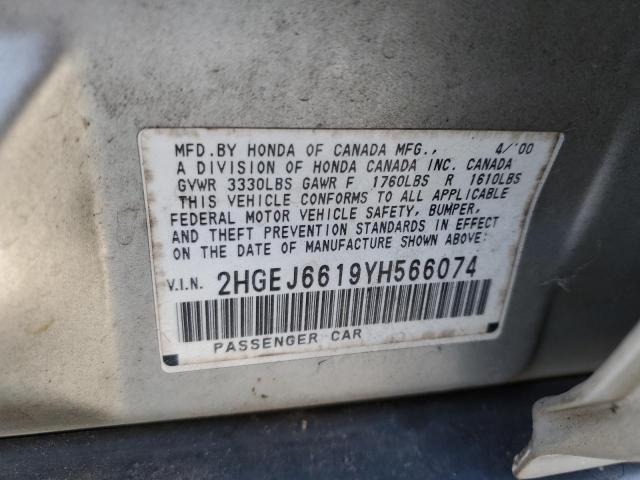 MFD.BY HONDA OF CANADA MFG., 4/'00
A DIVISION OF HONDA CANADA INC. CANADA
GVWR 3330LBS GAWR F 1760LBS R 1610LBS
THIS VEHICLE CONFORMS TO ALL APPLICABLE
FEDERAL MOTOR VEHICLE SAFETY, BUMPER,
AND THEFT PREVENTION STANDARDS IN EFFECT
ON THE DATE OF MANUFACTURE SHOWN ABOVE:
V.I.N. 2HGEJ6619YH566074
PASSENGER CAR